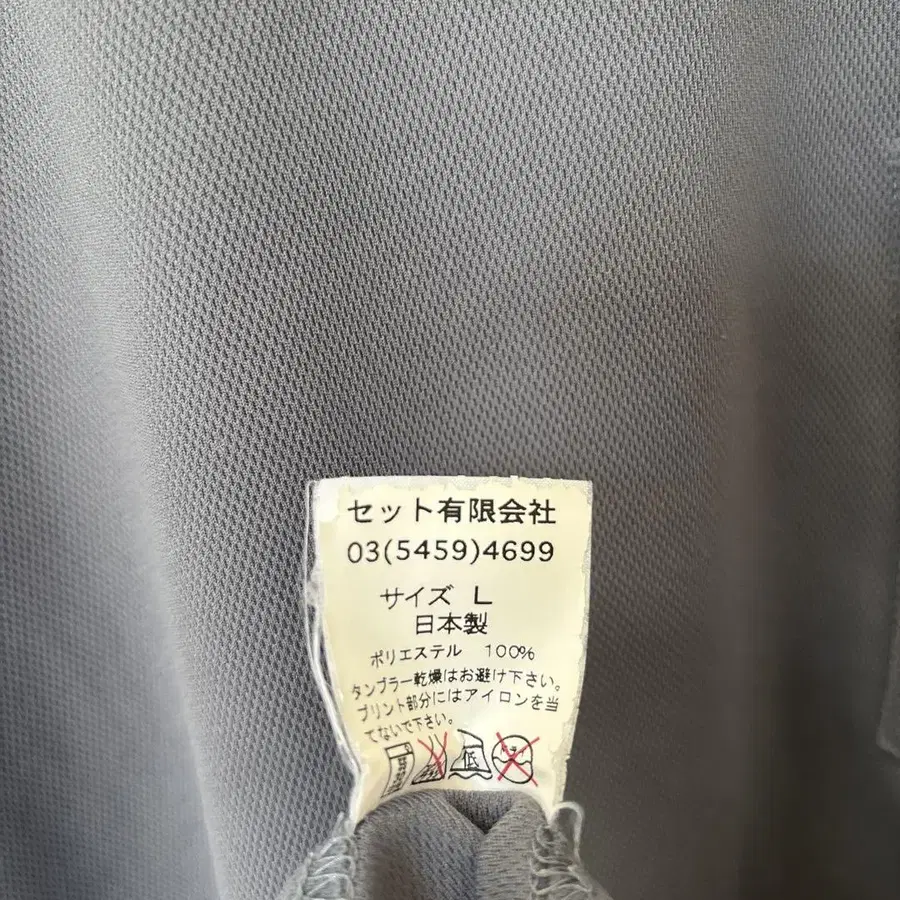 セット有限会社
03(5459)4699
サイズ L
日本製
ポリエステル 100%
タンブラー乾燥はお避け下さい。
プリント部分にはアイロンを当
てないで下さい。
低